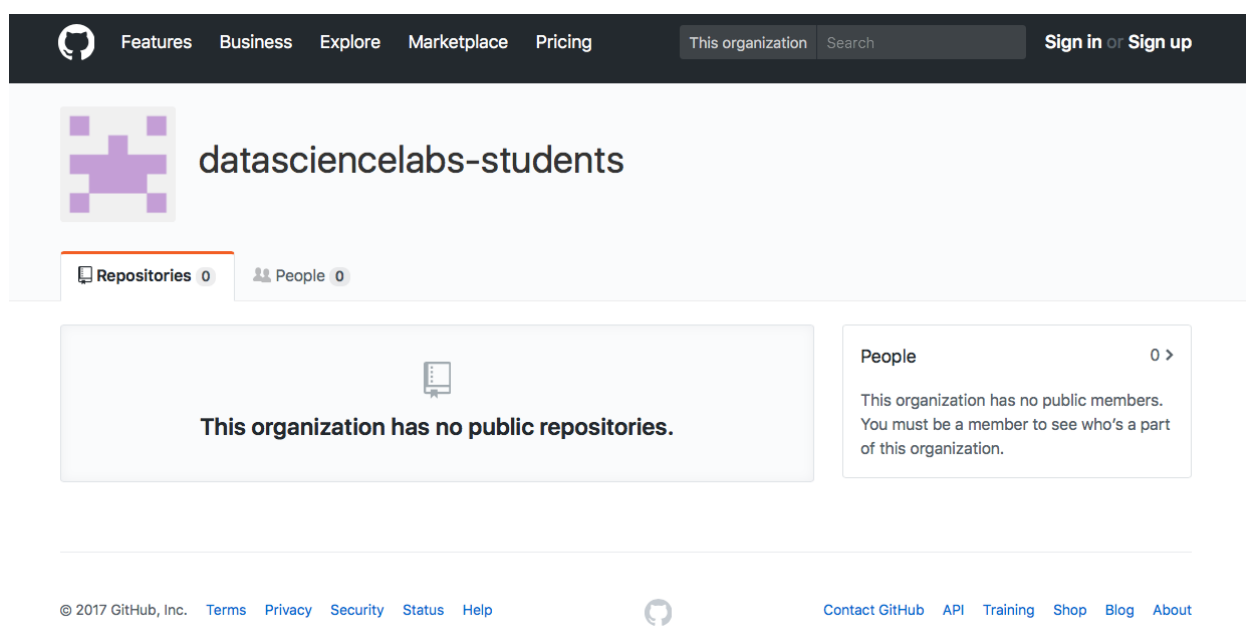 Features Business Explore Marketplace Pricing This organization Search Sign in or Sign up
datasciencelabs-students
Repositories 0 People 0
This organization has no public repositories.
People 0
This organization has no public members.
You must be a member to see who's a part
of this organization.
© 2017 GitHub, Inc. Terms Privacy Security Status Help Contact GitHub API Training Shop Blog About